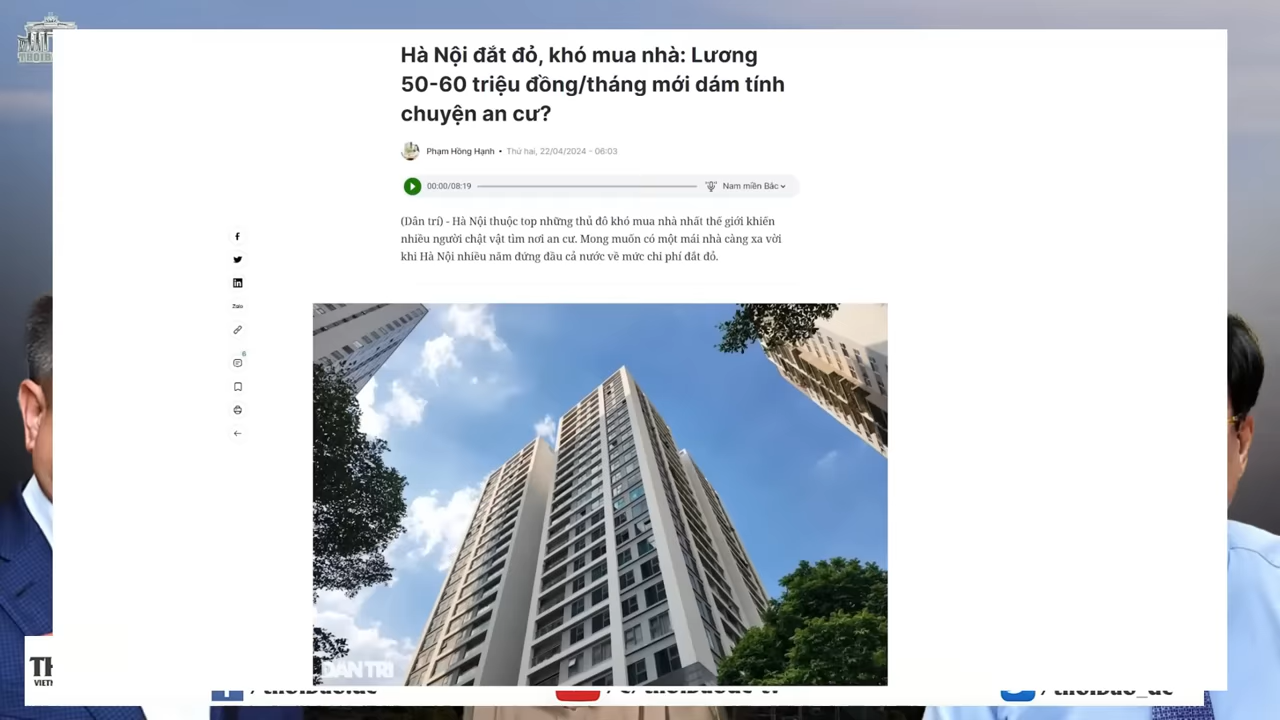 Hà Nội đắt đỏ, khó mua nhà: Lương
50-60 triệu đồng/tháng mới dám tính
chuyện an cư?
Phạm Hồng Hạnh • Thứ hai, 22/04/2024 - 06:03
00:00/08:19
Nam miền Bắc
(Dân trí) - Hà Nội thuộc top những thủ đô khó mua nhà nhất thế giới khiến
nhiều người chật vật tìm nơi an cư. Mong muốn có một mái nhà càng xa vời
khi Hà Nội nhiều năm đứng đầu cả nước về mức chi phí đắt đỏ.
Zalo
6
DÂN TRÍ